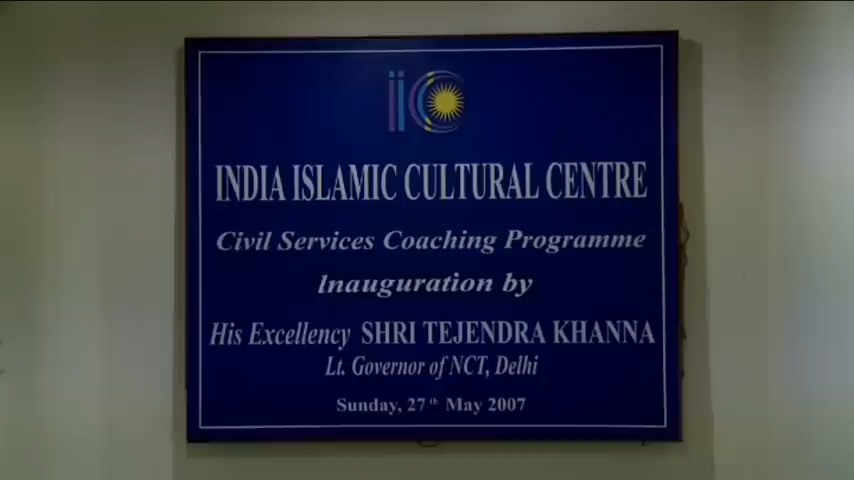 iicc
INDIA ISLAMIC CULTURAL CENTRE
Civil Services Coaching Programme
Inauguration by
His Excellency SHRI TEJENDRA KHANNA
Lt. Governor of NCT, Delhi
Sunday, 27th May 2007